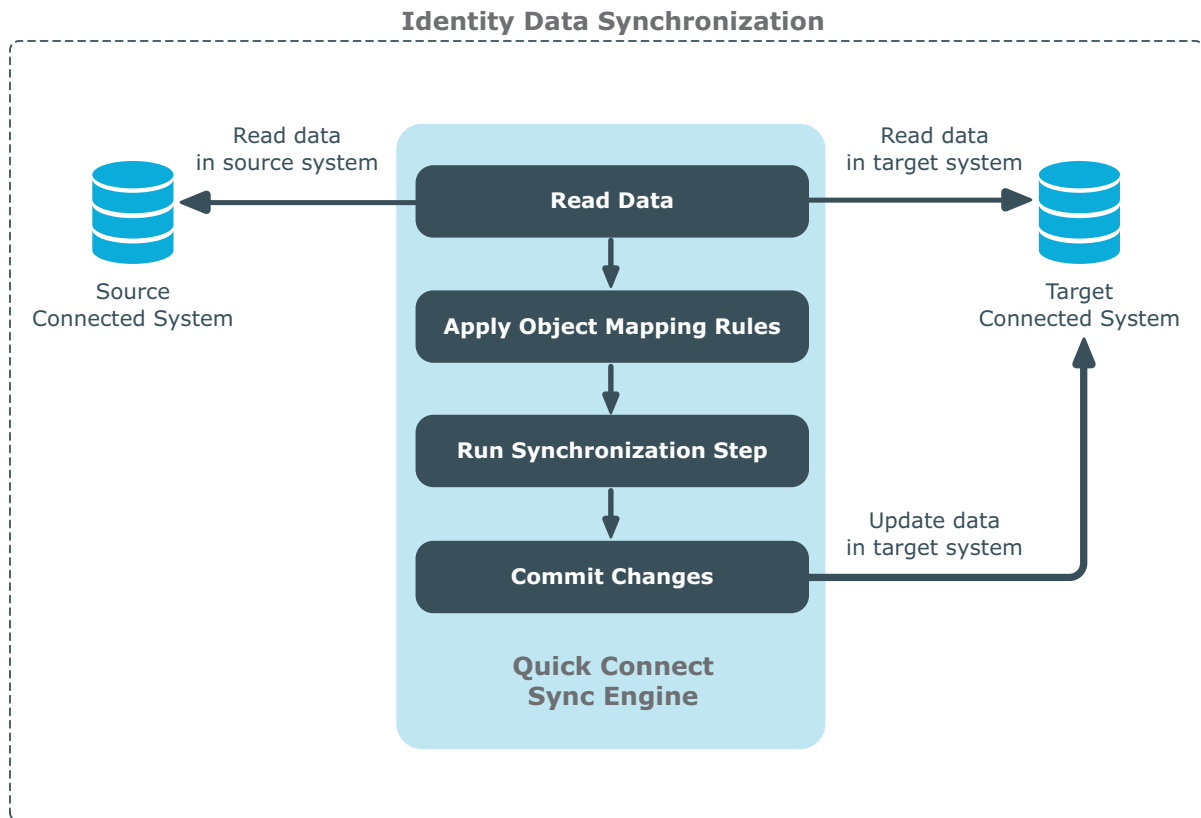 Identity Data Synchronization
Read data
in source system
Read data
in target system
Read Data
Source
Connected System
Target
Connected System
Apply Object Mapping Rules
Run Synchronization Step
Update data
in target system
Commit Changes
Quick Connect
Sync Engine